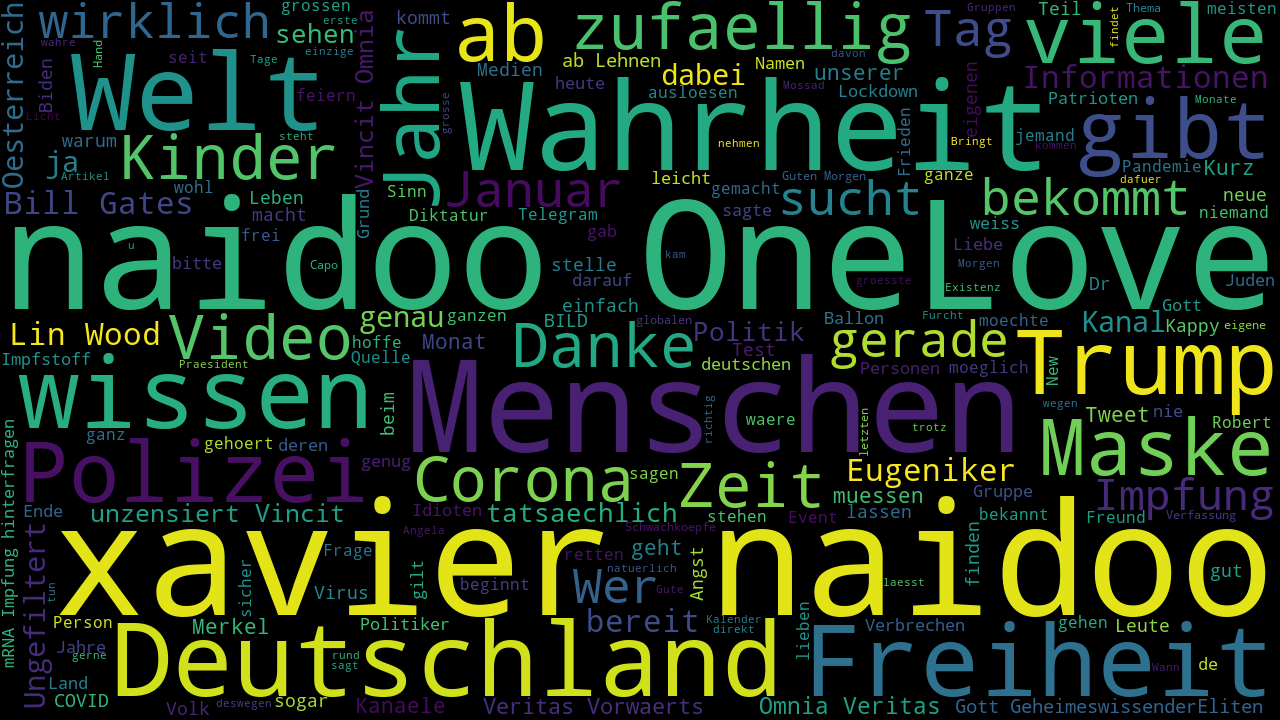 Oesterreich
wirklich
grossen
erste
sehen
einzige
kommt
ab
zufaellig
Tag
Gruppen
Teil
Thema
meisten
viele
findet
wahre
Hand
seit
Tage
Vincit Omnia
Jahr
Medien
ab Lehnen
Namen
davon
dabei
unserer
Informationen
Biden
Welt
feiern
heute
ausloesen
Mossad
Lockdown
eigenen
Patrioten
Monate
Licht
grosse
Wahrheit
gibt
warum
steht
Kinder
nehmen
Frieden
Bringt
jemand
kommen
ja
Artikel
Guten Morgen
Pandemie
Kurz
wohl
Sinn
Januar
leicht
gemacht
sucht
ganze
dafuer
bekommt
neue
Bill Gates
Leben
macht
Grund
Diktatur
Telegram
sagte
weiss
niemand
naidoo
OneLove
frei
u
gab
kam
Liebe
bitte
Capo
stelle
darauf
groesste
Morgen
Existenz
Dr
Juden
einfach
Gott
Lin Wood
Video
genau
ganzen
BILD
globalen
Ballon
Furcht
moechte
Kanal
Kappy
eigene
hoffe
Monat
Danke
Politik
gerade
Trump
Impfstoff
Praesident
Quelle
Test
deutschen
Personen
moeglich
New
wissen
Menschen
beim
richtig
waere
letzten
trotz
wegen
Tweet
nie
Robert
ganz
gehoert
deren
Maske
mRNA Impfung hinterfragen
Polizei
genug
Corona
sagen
Zeit
Eugeniker
Impfung
muessen
Gruppe
Ende
unzensiert Vincit
Idioten
tatsaechlich
stehen
Event
lassen
bekannt
Freund
Verfassung
Angela
Schwachkoepfe
xavier naidoo
Ungefiltert
Frage
retten
geht
finden
gut
sicher
Virus
gilt
beginnt
natuerlich
Wer
Gute
Angst
laesst
tun
Person
Merkel
Politiker
bereit
Kalender
direkt
lieben
Verbrechen
gehen
Leute
Jahre
gerne
Deutschland
rund
sagt
Freiheit
Wann
de
Land
COVID
Volk
deswegen
sogar
Kanaele
Veritas Vorwaerts
Omnia Veritas
Gott GeheimeswissenderEliten